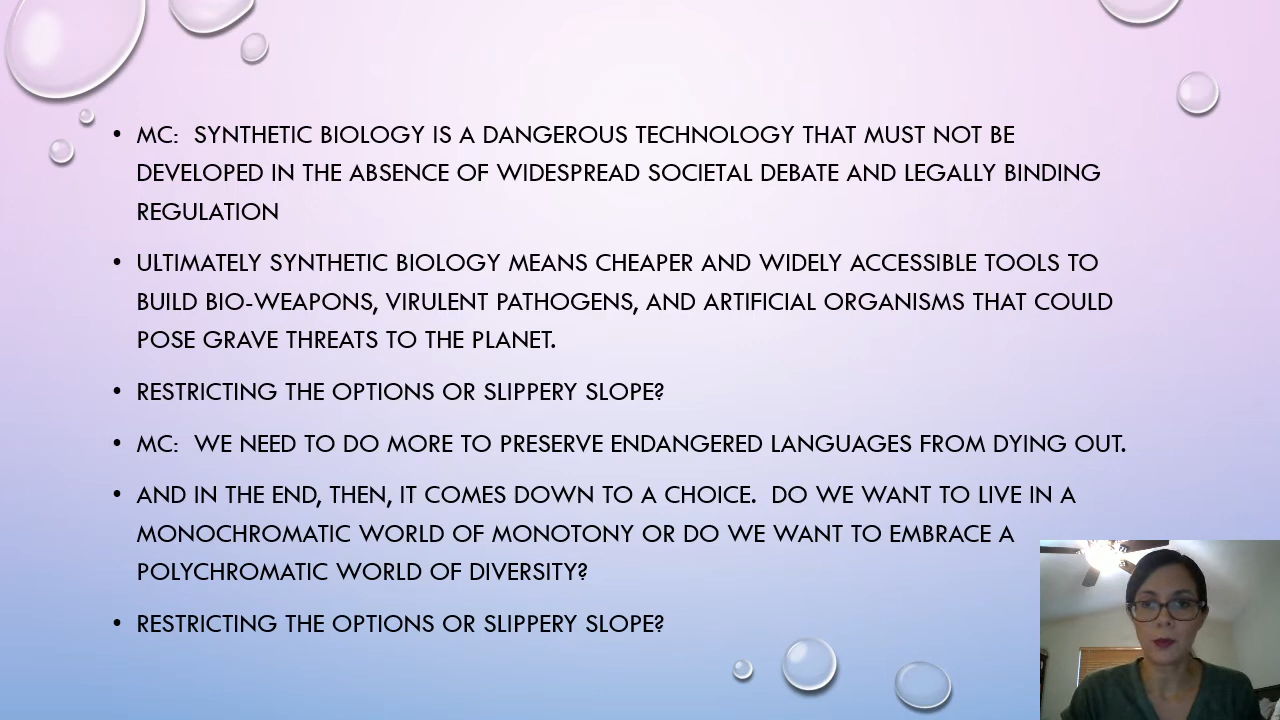 • MC:  SYNTHETIC BIOLOGY IS A DANGEROUS TECHNOLOGY THAT MUST NOT BE
DEVELOPED IN THE ABSENCE OF WIDESPREAD SOCIETAL DEBATE AND LEGALLY BINDING
REGULATION
• ULTIMATELY SYNTHETIC BIOLOGY MEANS CHEAPER AND WIDELY ACCESSIBLE TOOLS TO
BUILD BIO-WEAPONS, VIRULENT PATHOGENS, AND ARTIFICIAL ORGANISMS THAT COULD
POSE GRAVE THREATS TO THE PLANET.
• RESTRICTING THE OPTIONS OR SLIPPERY SLOPE?
• MC:  WE NEED TO DO MORE TO PRESERVE ENDANGERED LANGUAGES FROM DYING OUT.
• AND IN THE END, THEN, IT COMES DOWN TO A CHOICE.  DO WE WANT TO LIVE IN A
MONOCHROMATIC WORLD OF MONOTONY OR DO WE WANT TO EMBRACE A
POLYCHROMATIC WORLD OF DIVERSITY?
• RESTRICTING THE OPTIONS OR SLIPPERY SLOPE?